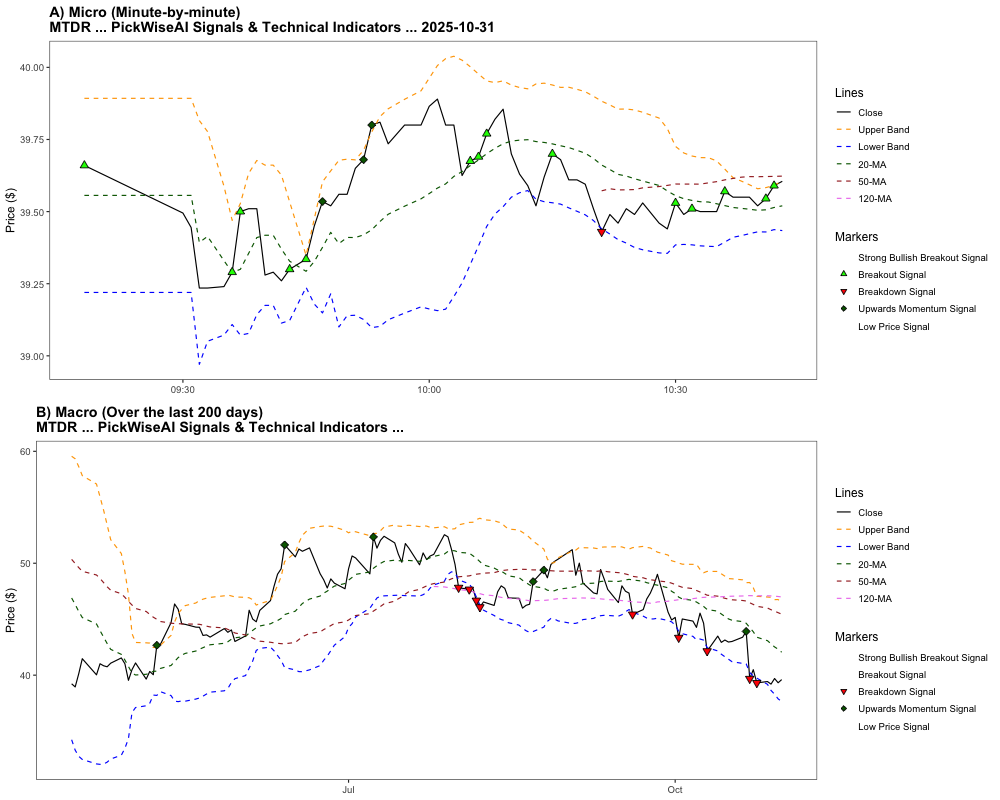 A) Micro (Minute-by-minute)
MTDR ... PickWiseAI Signals & Technical Indicators ... 2025-10-31
Price ($)
40.00
39.75
39.50
39.25
39.00
09:30
10:00
10:30
Lines
Close
Upper Band
Lower Band
20-MA
50-MA
120-MA
Markers
Strong Bullish Breakout Signal
Breakout Signal
Breakdown Signal
Upwards Momentum Signal
Low Price Signal
B) Macro (Over the last 200 days)
MTDR ... PickWiseAI Signals & Technical Indicators ...
Price ($)
60
50
40
Jul
Oct
Lines
Close
Upper Band
Lower Band
20-MA
50-MA
120-MA
Markers
Strong Bullish Breakout Signal
Breakout Signal
Breakdown Signal
Upwards Momentum Signal
Low Price Signal